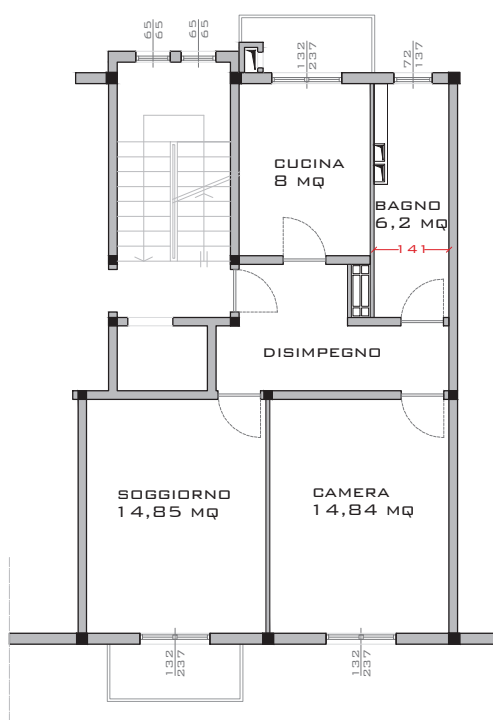 65
65
65
65
132
237
72
137
CUCINA
8 MQ
BAGNO
6,2 MQ
141
DISIMPEGNO
SOGGIORNO
14,85 MQ
CAMERA
14,84 MQ
132
237
132
237